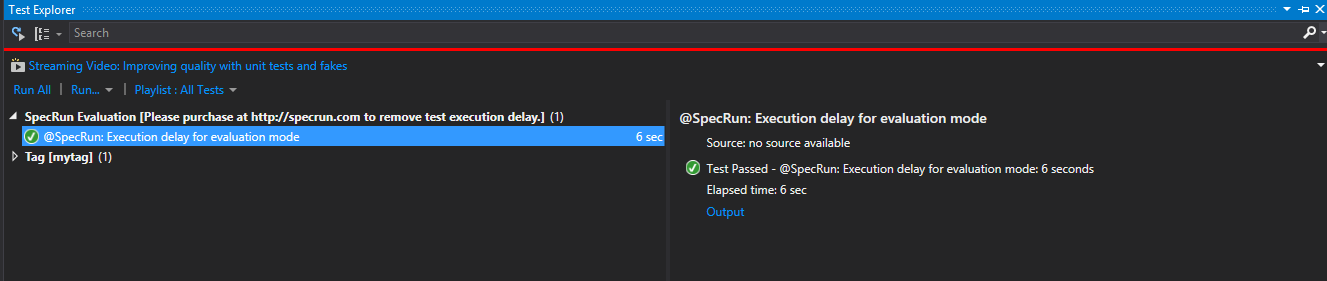 Test Explorer
Search
Streaming Video: Improving quality with unit tests and fakes
Run All | Run... | Playlist : All Tests
SpecRun Evaluation [Please purchase at http://specrun.com to remove test execution delay.] (1)
@SpecRun: Execution delay for evaluation mode 6 sec
Tag [mytag] (1)
@SpecRun: Execution delay for evaluation mode
Source: no source available
Test Passed - @SpecRun: Execution delay for evaluation mode: 6 seconds
Elapsed time: 6 sec
Output